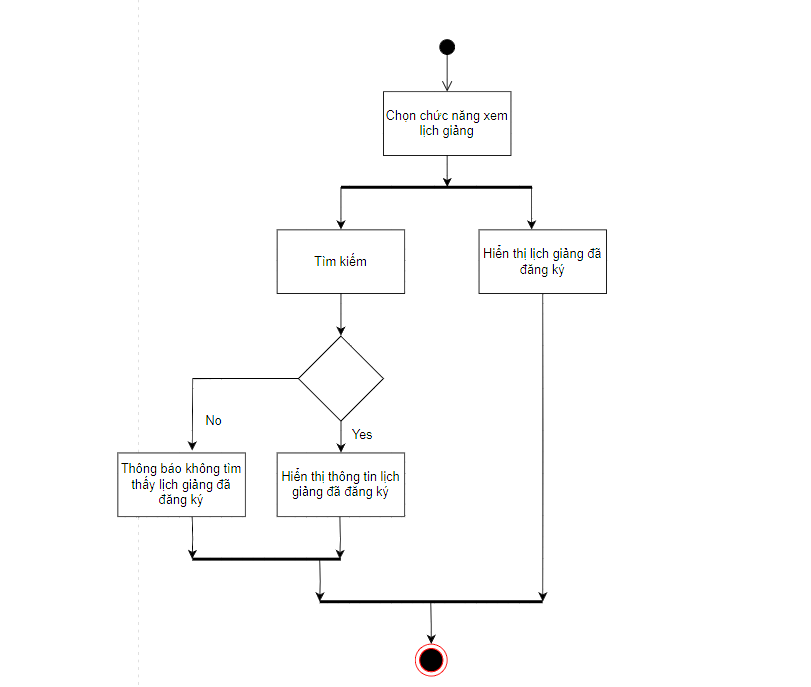 Chọn chức năng xem
lịch giảng
Tìm kiếm
Hiển thị lịch giảng đã
đăng ký
No
Yes
Thông báo không tìm
thấy lịch giảng đã
đăng ký
Hiển thị thông tin lịch
giảng đã đăng ký